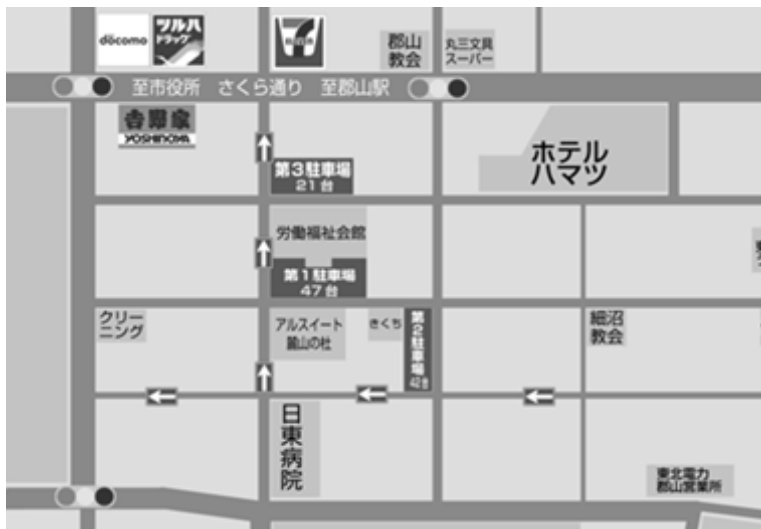 döcomo
ツルハ
ドラッグ
郡山
教会
丸三文具
スーパー
至市役所 さくら通り 至郡山駅
吉野家
YOSHINOYA
ホテル
ハマツ
第3駐車場
21台
労働福祉会館
第1駐車場
47台
クリー
ニング
アルスイート
麓山の杜
きくち
第2駐車場
42台
細沼
教会
日東病院
東北電力
郡山営業所